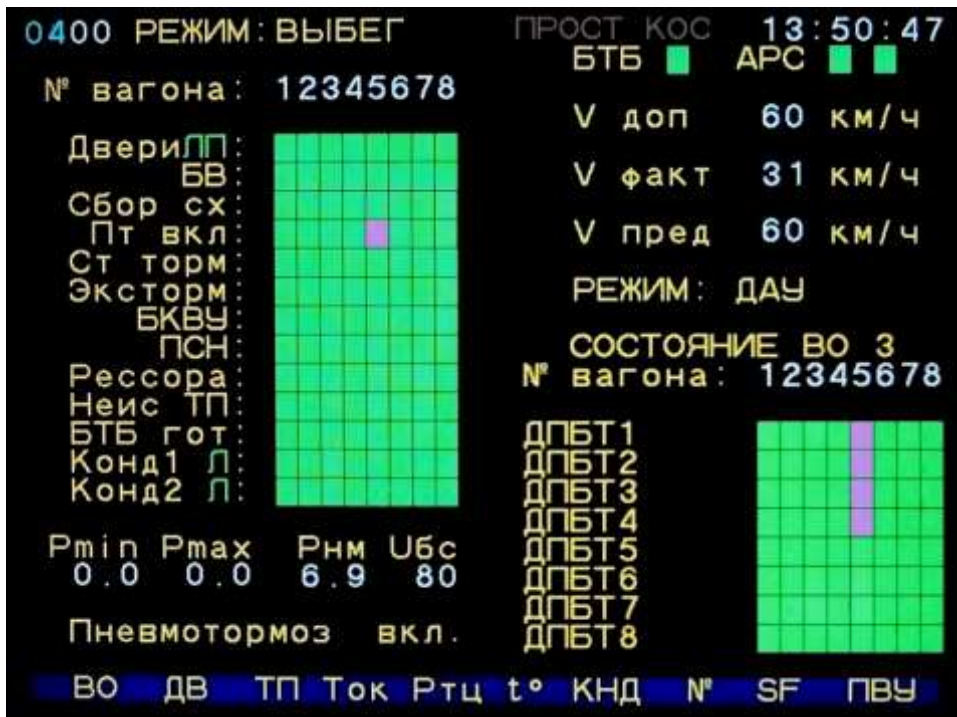 0400 РЕЖИМ:ВЫБЕГ
ПРОСТ КОС 13:50:47
БТБ АРС
№ вагона: 12345678
V доп 60 км/ч
ДвериЛП:
БВ:
V факт 31 км/ч
Сбор сх:
Пт вкл:
V пред 60 км/ч
Ст торм:
Эксторм:
РЕЖИМ: ДАУ
БКВУ:
ПСН:
СОСТОЯНИЕ ВО 3
Рессора:
№ вагона: 12345678
Неис ТП:
БТБ гот:
Конд1 Л:
Конд2 Л:
ДПБТ1
ДПБТ2
ДПБТ3
ДПБТ4
ДПБТ5
ДПБТ6
ДПБТ7
ДПБТ8
Pmin Pmax Рнм Uбс
0.0 0.0 6.9 80
Пневмотормоз вкл.
ВО ДВ ТП Ток Ртц t° КНД № SF ПВУ